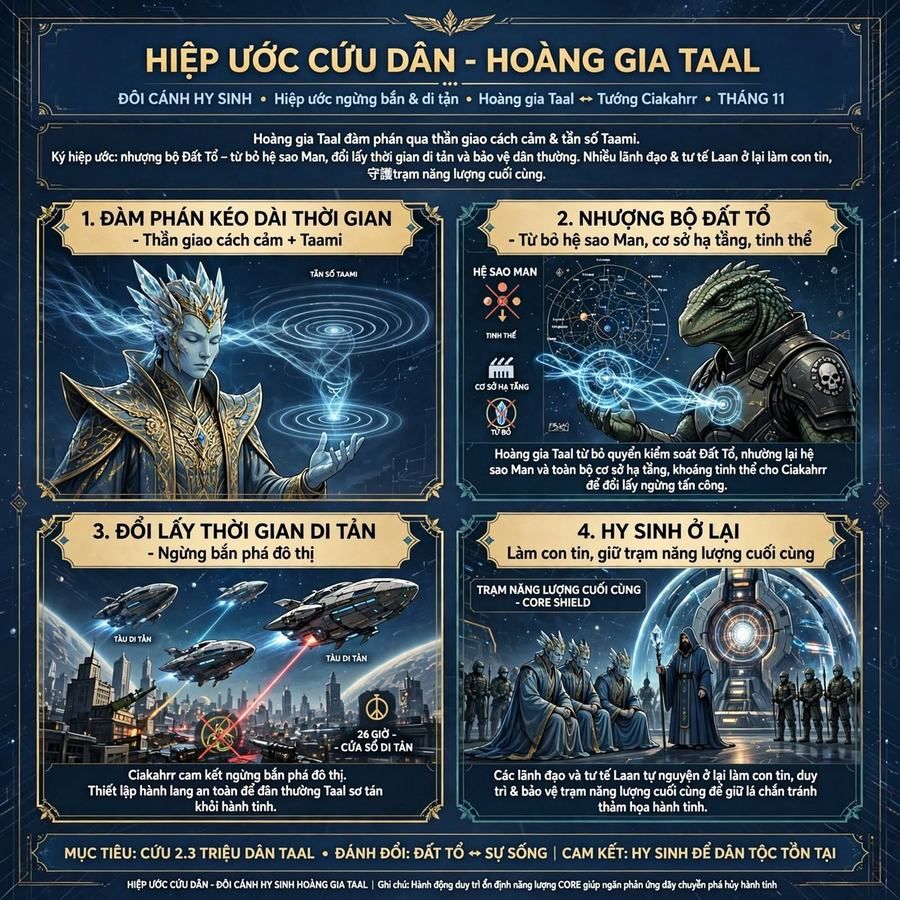 HIỆP ƯỚC CỨU DÂN - HOÀNG GIA TAAL
ĐÔI CÁNH HY SINH • Hiệp ước ngừng bắn & di tận • Hoàng gia Taal ↔ Tướng Ciakahrr • THÁNG 11
Hoàng gia Taal đàm phán qua thần giao cách cảm & tần số Taami.
Ký hiệp ước: nhượng bộ Đất Tổ – từ bỏ hệ sao Man, đổi lấy thời gian di tản và bảo vệ dân thường. Nhiều lãnh đạo & tư tế Laan ở lại làm con tin,
守護trạm năng lượng cuối cùng.
1. ĐÀM PHÁN KÉO DÀI THỜI GIAN
- Thần giao cách cảm + Taami
TẦN SỐ TAAMI
2. NHƯỢNG BỘ ĐẤT TỔ
- Từ bỏ hệ sao Man, cơ sở hạ tầng, tinh thể
HỆ SAO MAN
TINH THỂ
CƠ SỞ HẠ TẦNG
TỪ BỎ
Hoàng gia Taal từ bỏ quyền kiểm soát Đất Tổ, nhường lại hệ
sao Man và toàn bộ cơ sở hạ tầng, khoáng tinh thể cho Ciakahrr
để đổi lấy ngừng tấn công.
3. ĐỔI LẤY THỜI GIAN DI TẢN
- Ngừng bắn phá đô thị
TÀU DI TẢN
TÀU DI TẢN
26 GIỜ -
- CỬA SỔ DI TẢN
Ciakahrr cam kết ngừng bắn phá đô thị.
Thiết lập hành lang an toàn để dân thường Taal sơ tán
khỏi hành tinh.
4. HY SINH Ở LẠI
Làm con tin, giữ trạm năng lượng cuối cùng
TRẠM NĂNG LƯỢNG CUỐI CÙNG
- CORE SHIELD
Các lãnh đạo và tư tế Laan tự nguyện ở lại làm con tin, duy
trì & bảo vệ trạm năng lượng cuối cùng để giữ lá chắn tránh
thảm họa hành tinh.
MỤC TIÊU: CỨU 2.3 TRIỆU DÂN TAAL • ĐÁNH ĐỔI: ĐẤT TỔ ↔ SỰ SỐNG | CAM KẾT: HY SINH ĐỂ DÂN TỘC TỒN TẠI
HIỆP ƯỚC CỨU DÂN - ĐÔI CÁNH HY SINH HOÀNG GIA TAAL | Ghi chú: Hành động duy trì ổn định năng lượng CORE giúp ngăn phản ứng dây chuyền phá hủy hành tinh